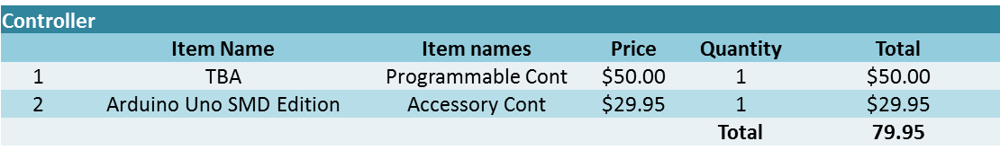 Controller
Item Name Item names Price Quantity Total
1 TBA Programmable Cont $50.00 1 $50.00
2 Arduino Uno SMD Edition Accessory Cont $29.95 1 $29.95
Total 79.95